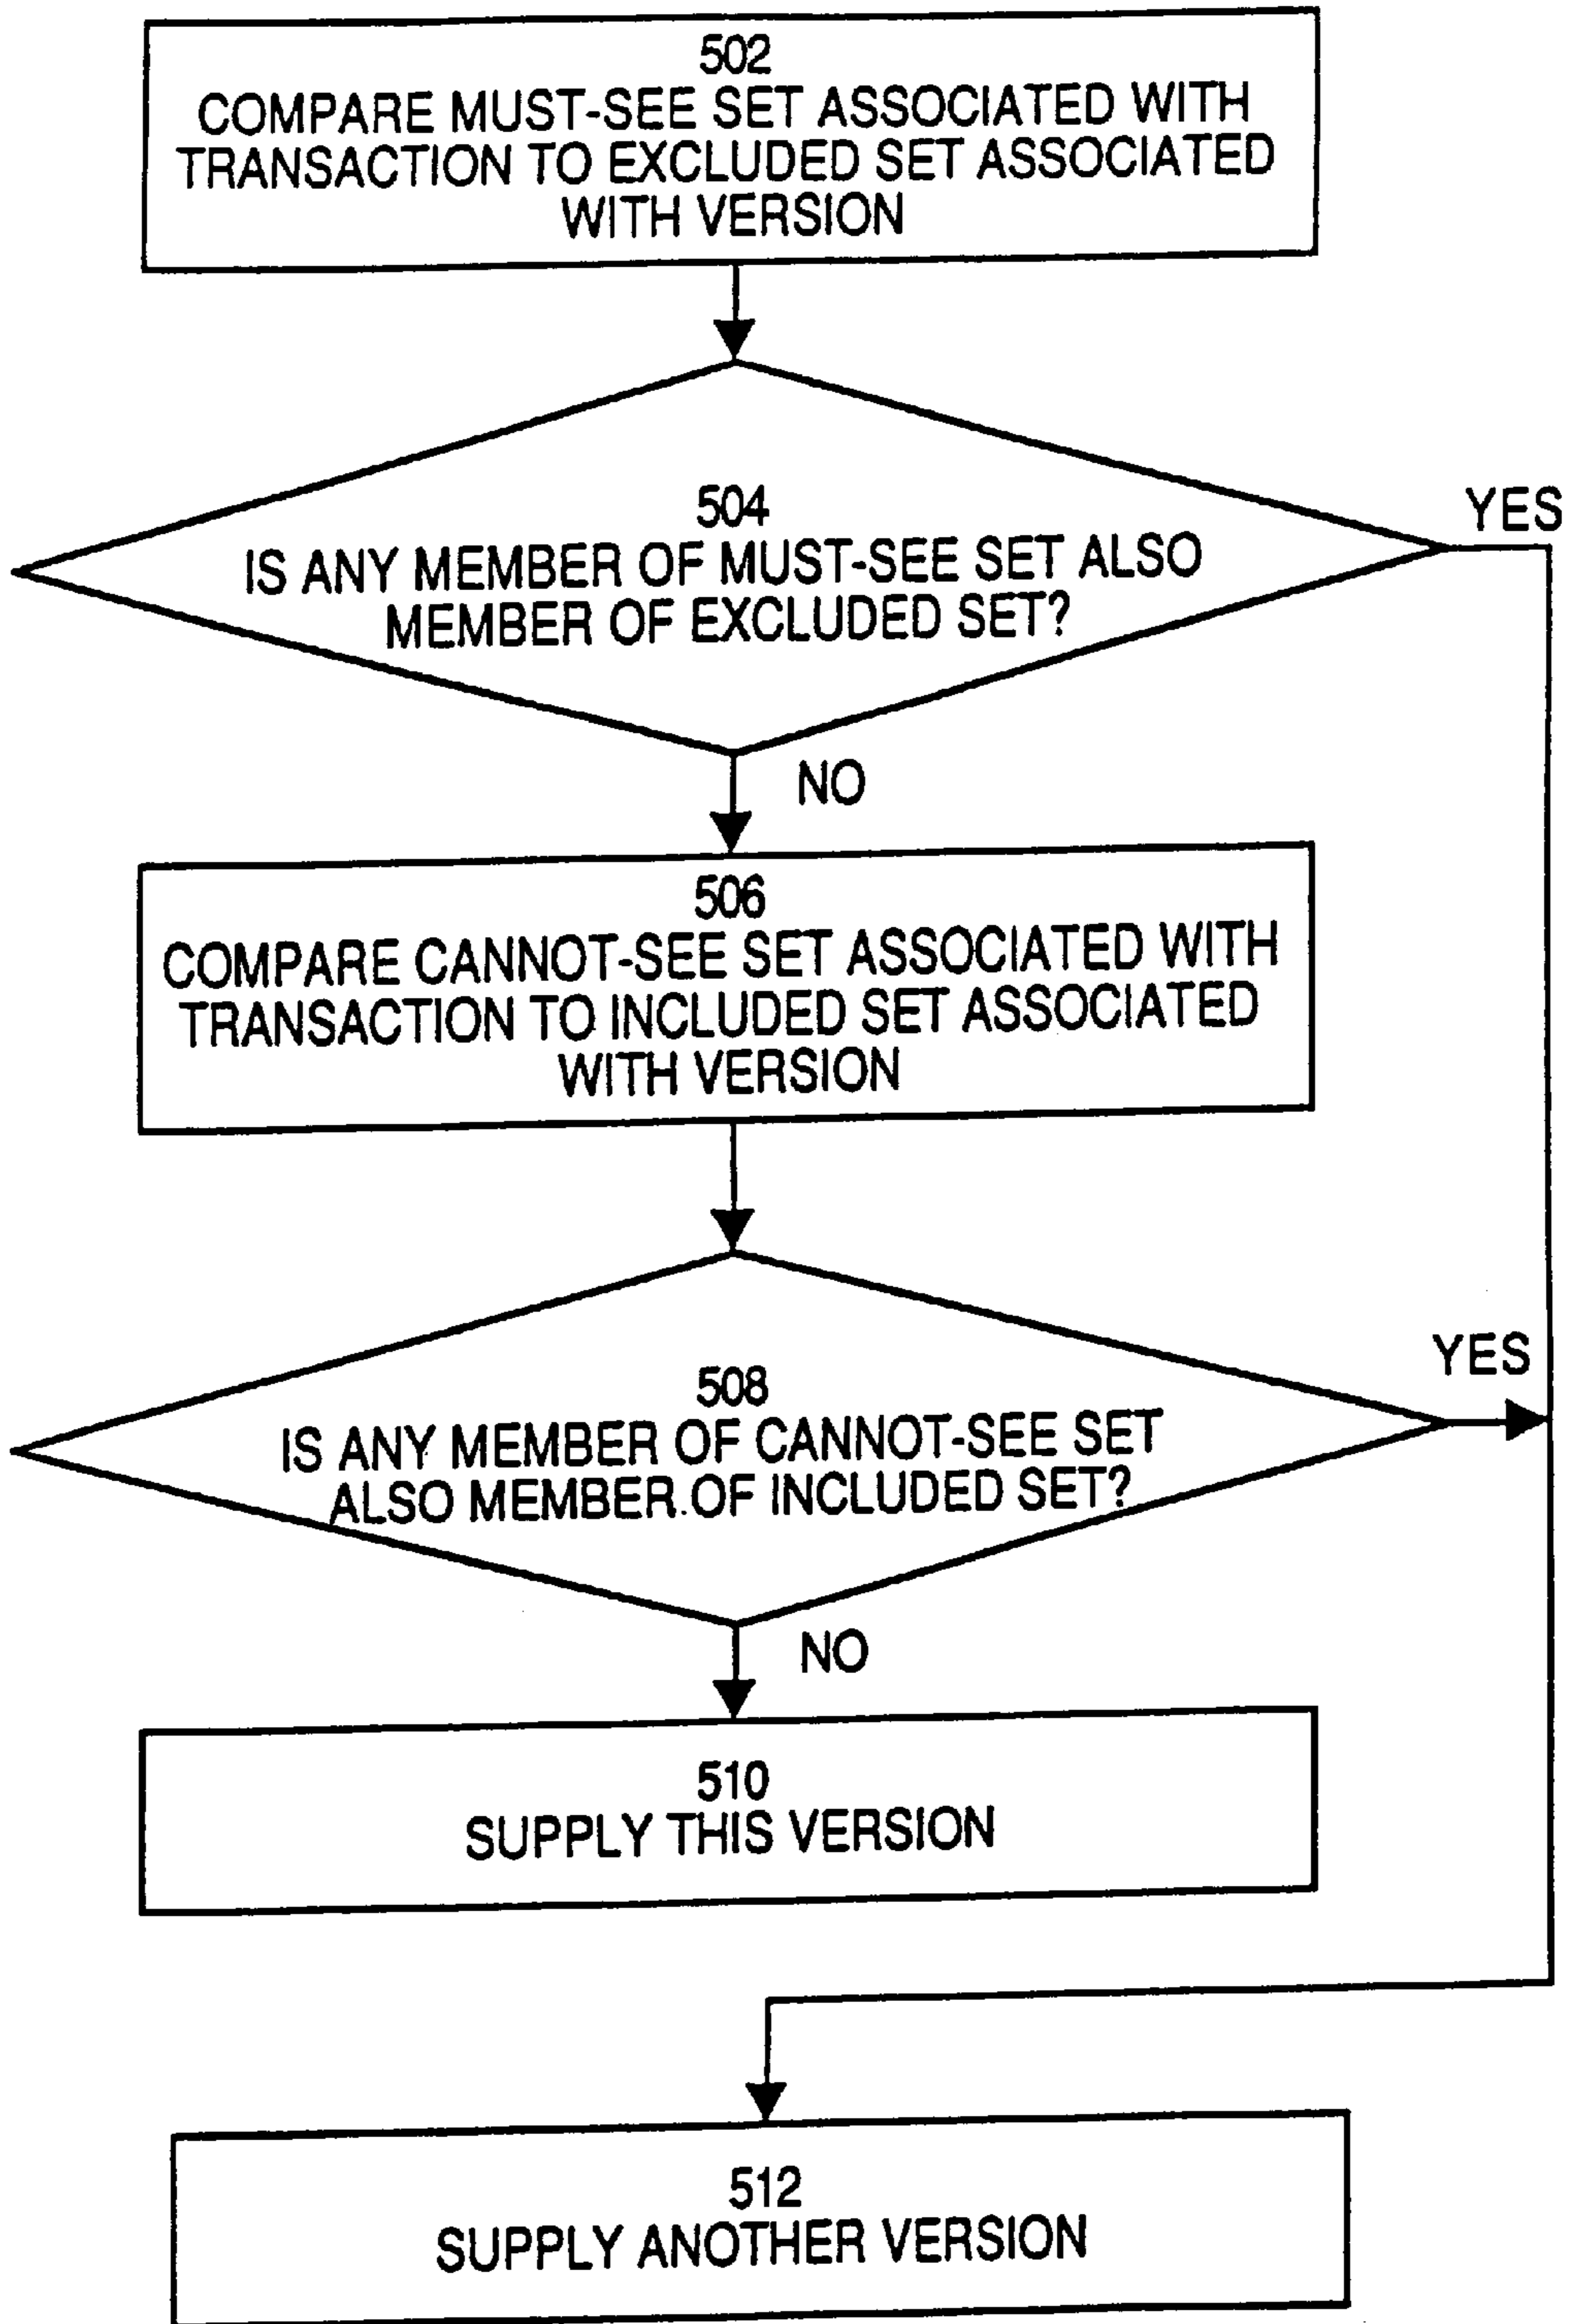 502
COMPARE MUST-SEE SET ASSOCIATED WITH
TRANSACTION TO EXCLUDED SET ASSOCIATED
WITH VERSION
504
IS ANY MEMBER OF MUST-SEE SET ALSO
MEMBER OF EXCLUDED SET?
YES
NO
506
COMPARE CANNOT-SEE SET ASSOCIATED WITH
TRANSACTION TO INCLUDED SET ASSOCIATED
WITH VERSION
508
IS ANY MEMBER OF CANNOT-SEE SET
ALSO MEMBER OF INCLUDED SET?
YES
NO
510
SUPPLY THIS VERSION
512
SUPPLY ANOTHER VERSION